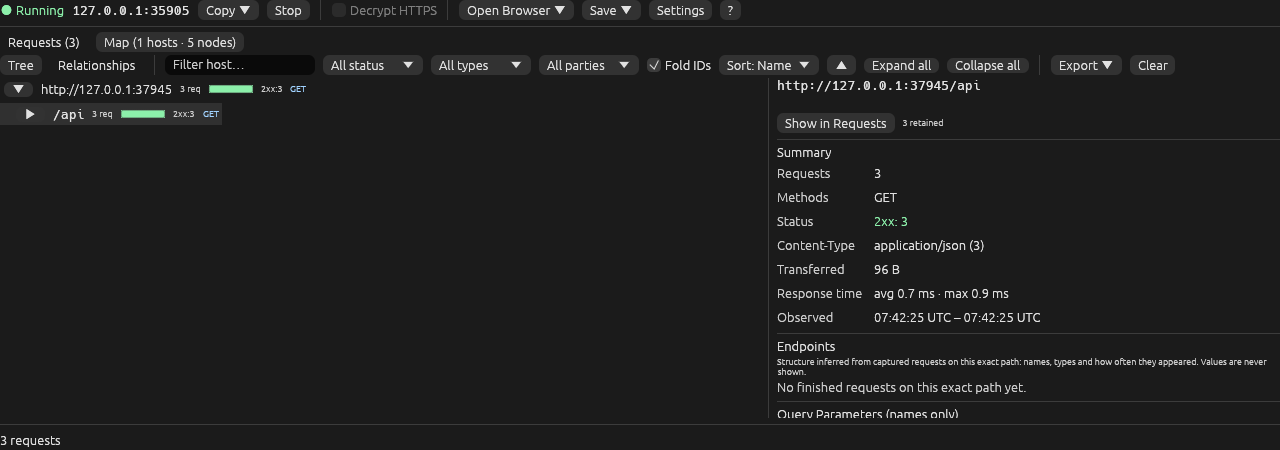 Running 127.0.0.1:35905 Copy Stop Decrypt HTTPS Open Browser Save Settings ?
Requests (3) Map (1 hosts · 5 nodes)
Tree Relationships Filter host... All status All types All parties Fold IDs Sort: Name Expand all Collapse all Export Clear
http://127.0.0.1:37945 3 req 2xx:3 GET
/api 3 req 2xx:3 GET
http://127.0.0.1:37945/api
Show in Requests 3 retained
Summary
Requests 3
Methods GET
Status 2xx: 3
Content-Type application/json (3)
Transferred 96 B
Response time avg 0.7 ms · max 0.9 ms
Observed 07:42:25 UTC – 07:42:25 UTC
Endpoints
Structure inferred from captured requests on this exact path: names, types and how often they appeared. Values are never
shown.
No finished requests on this exact path yet.
Query Parameters (names only)
3 requests